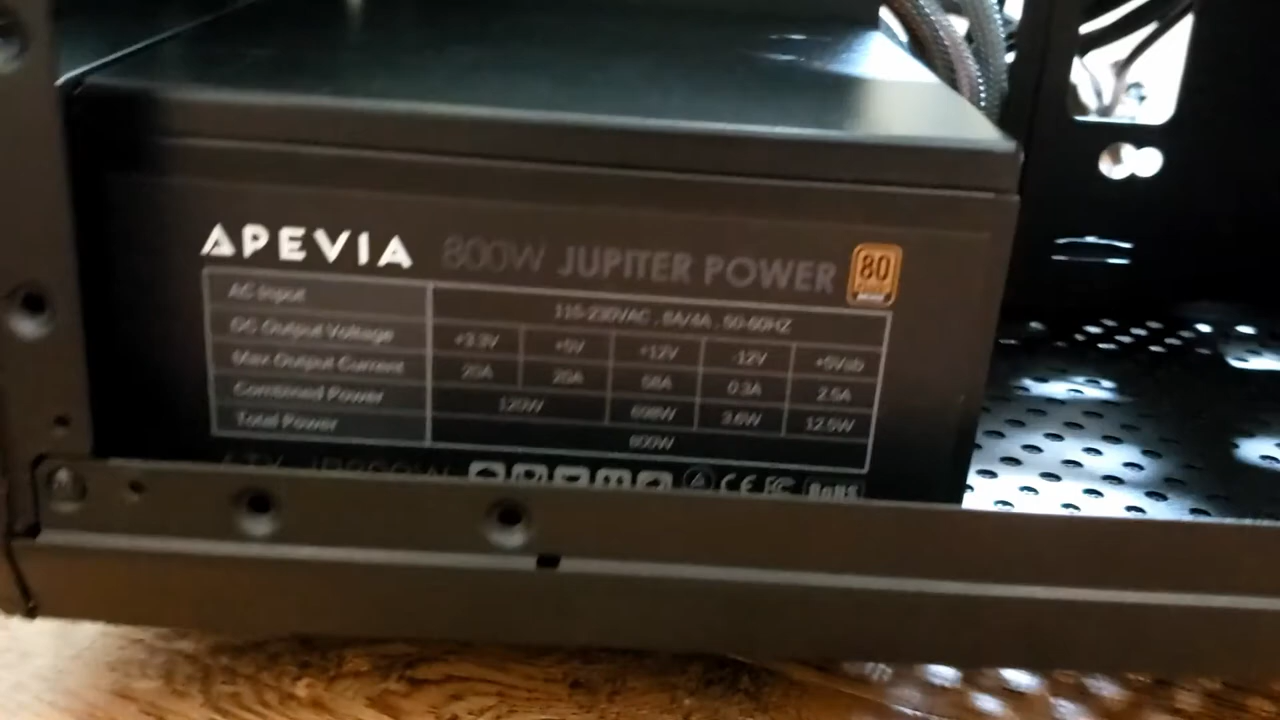 APEVIA 800W JUPITER POWER 80
AC Input 115-230VAC , 8A/4A , 50-60HZ
DC Output Voltage +3.3V +5V +12V -12V +5Vsb
Max Output Current 20A 20A 58A 0.3A 2.5A
Combined Power 120W 3.6W 12.5W
Total Power 800W
CE FC RoHS